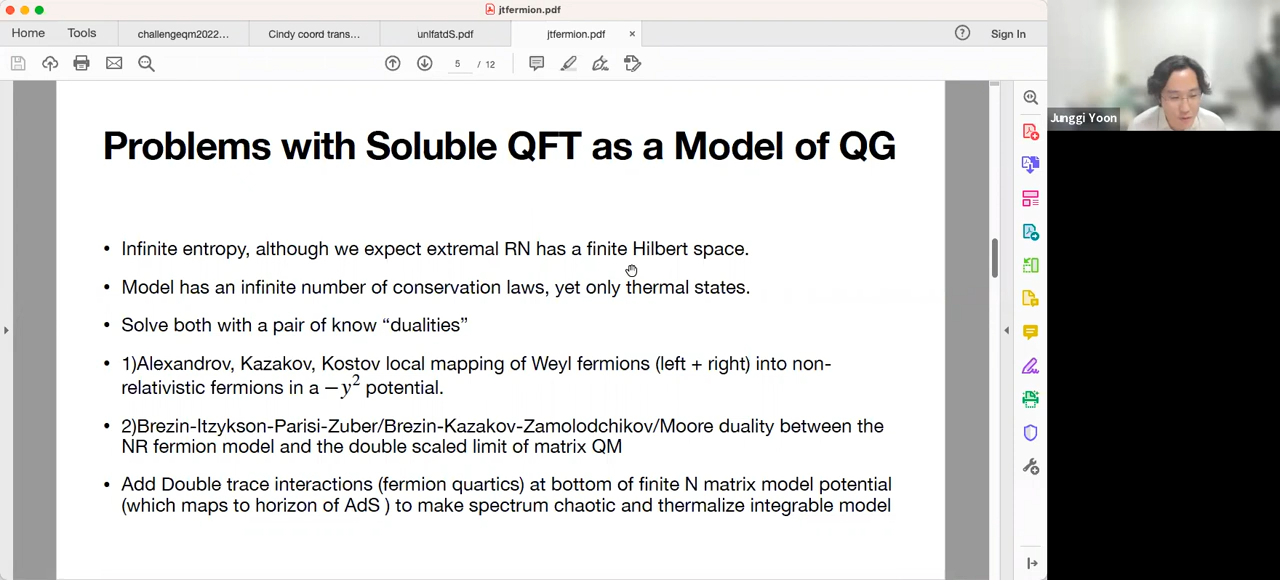 jtfermion.pdf
Home Tools challengeqm2022... Cindy coord trans... unIfatdS.pdf jtfermion.pdf × Sign In
5 / 12
Junggi Yoon
Problems with Soluble QFT as a Model of QG
• Infinite entropy, although we expect extremal RN has a finite Hilbert space.
• Model has an infinite number of conservation laws, yet only thermal states.
• Solve both with a pair of know “dualities”
• 1)Alexandrov, Kazakov, Kostov local mapping of Weyl fermions (left + right) into non-
relativistic fermions in a −y² potential.
• 2)Brezin-Itzykson-Parisi-Zuber/Brezin-Kazakov-Zamolodchikov/Moore duality between the
NR fermion model and the double scaled limit of matrix QM
• Add Double trace interactions (fermion quartics) at bottom of finite N matrix model potential
(which maps to horizon of AdS ) to make spectrum chaotic and thermalize integrable model